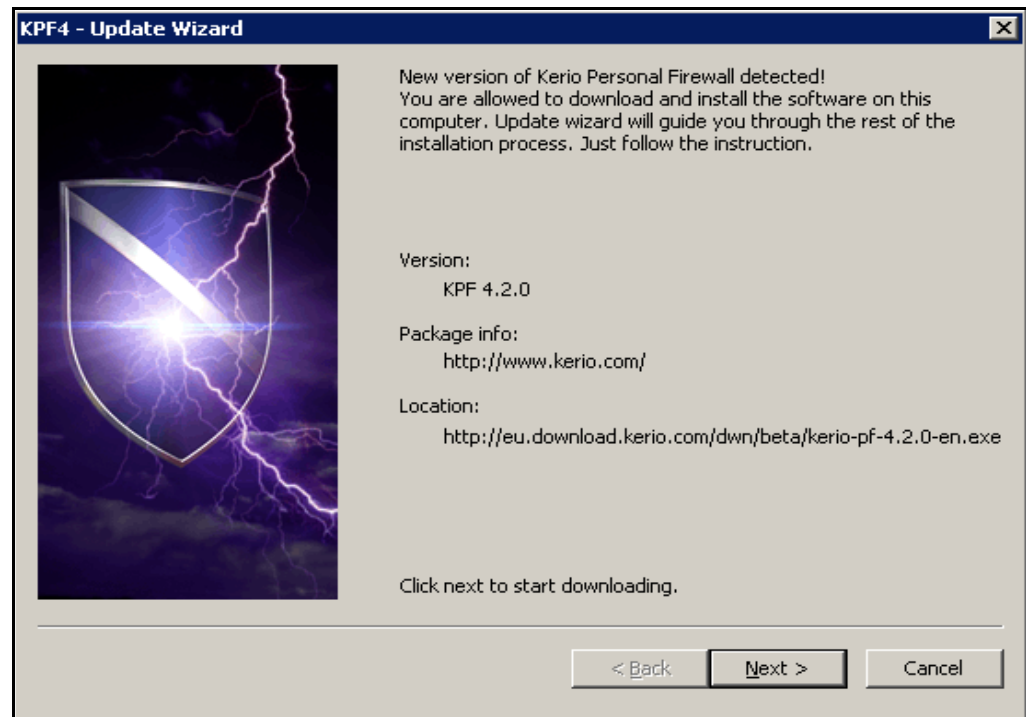 KPF4 - Update Wizard
New version of Kerio Personal Firewall detected!
You are allowed to download and install the software on this
computer. Update wizard will guide you through the rest of the
installation process. Just follow the instruction.
Version:
KPF 4.2.0
Package info:
http://www.kerio.com/
Location:
http://eu.download.kerio.com/dwn/beta/kerio-pf-4.2.0-en.exe
Click next to start downloading.
< Back Next > Cancel